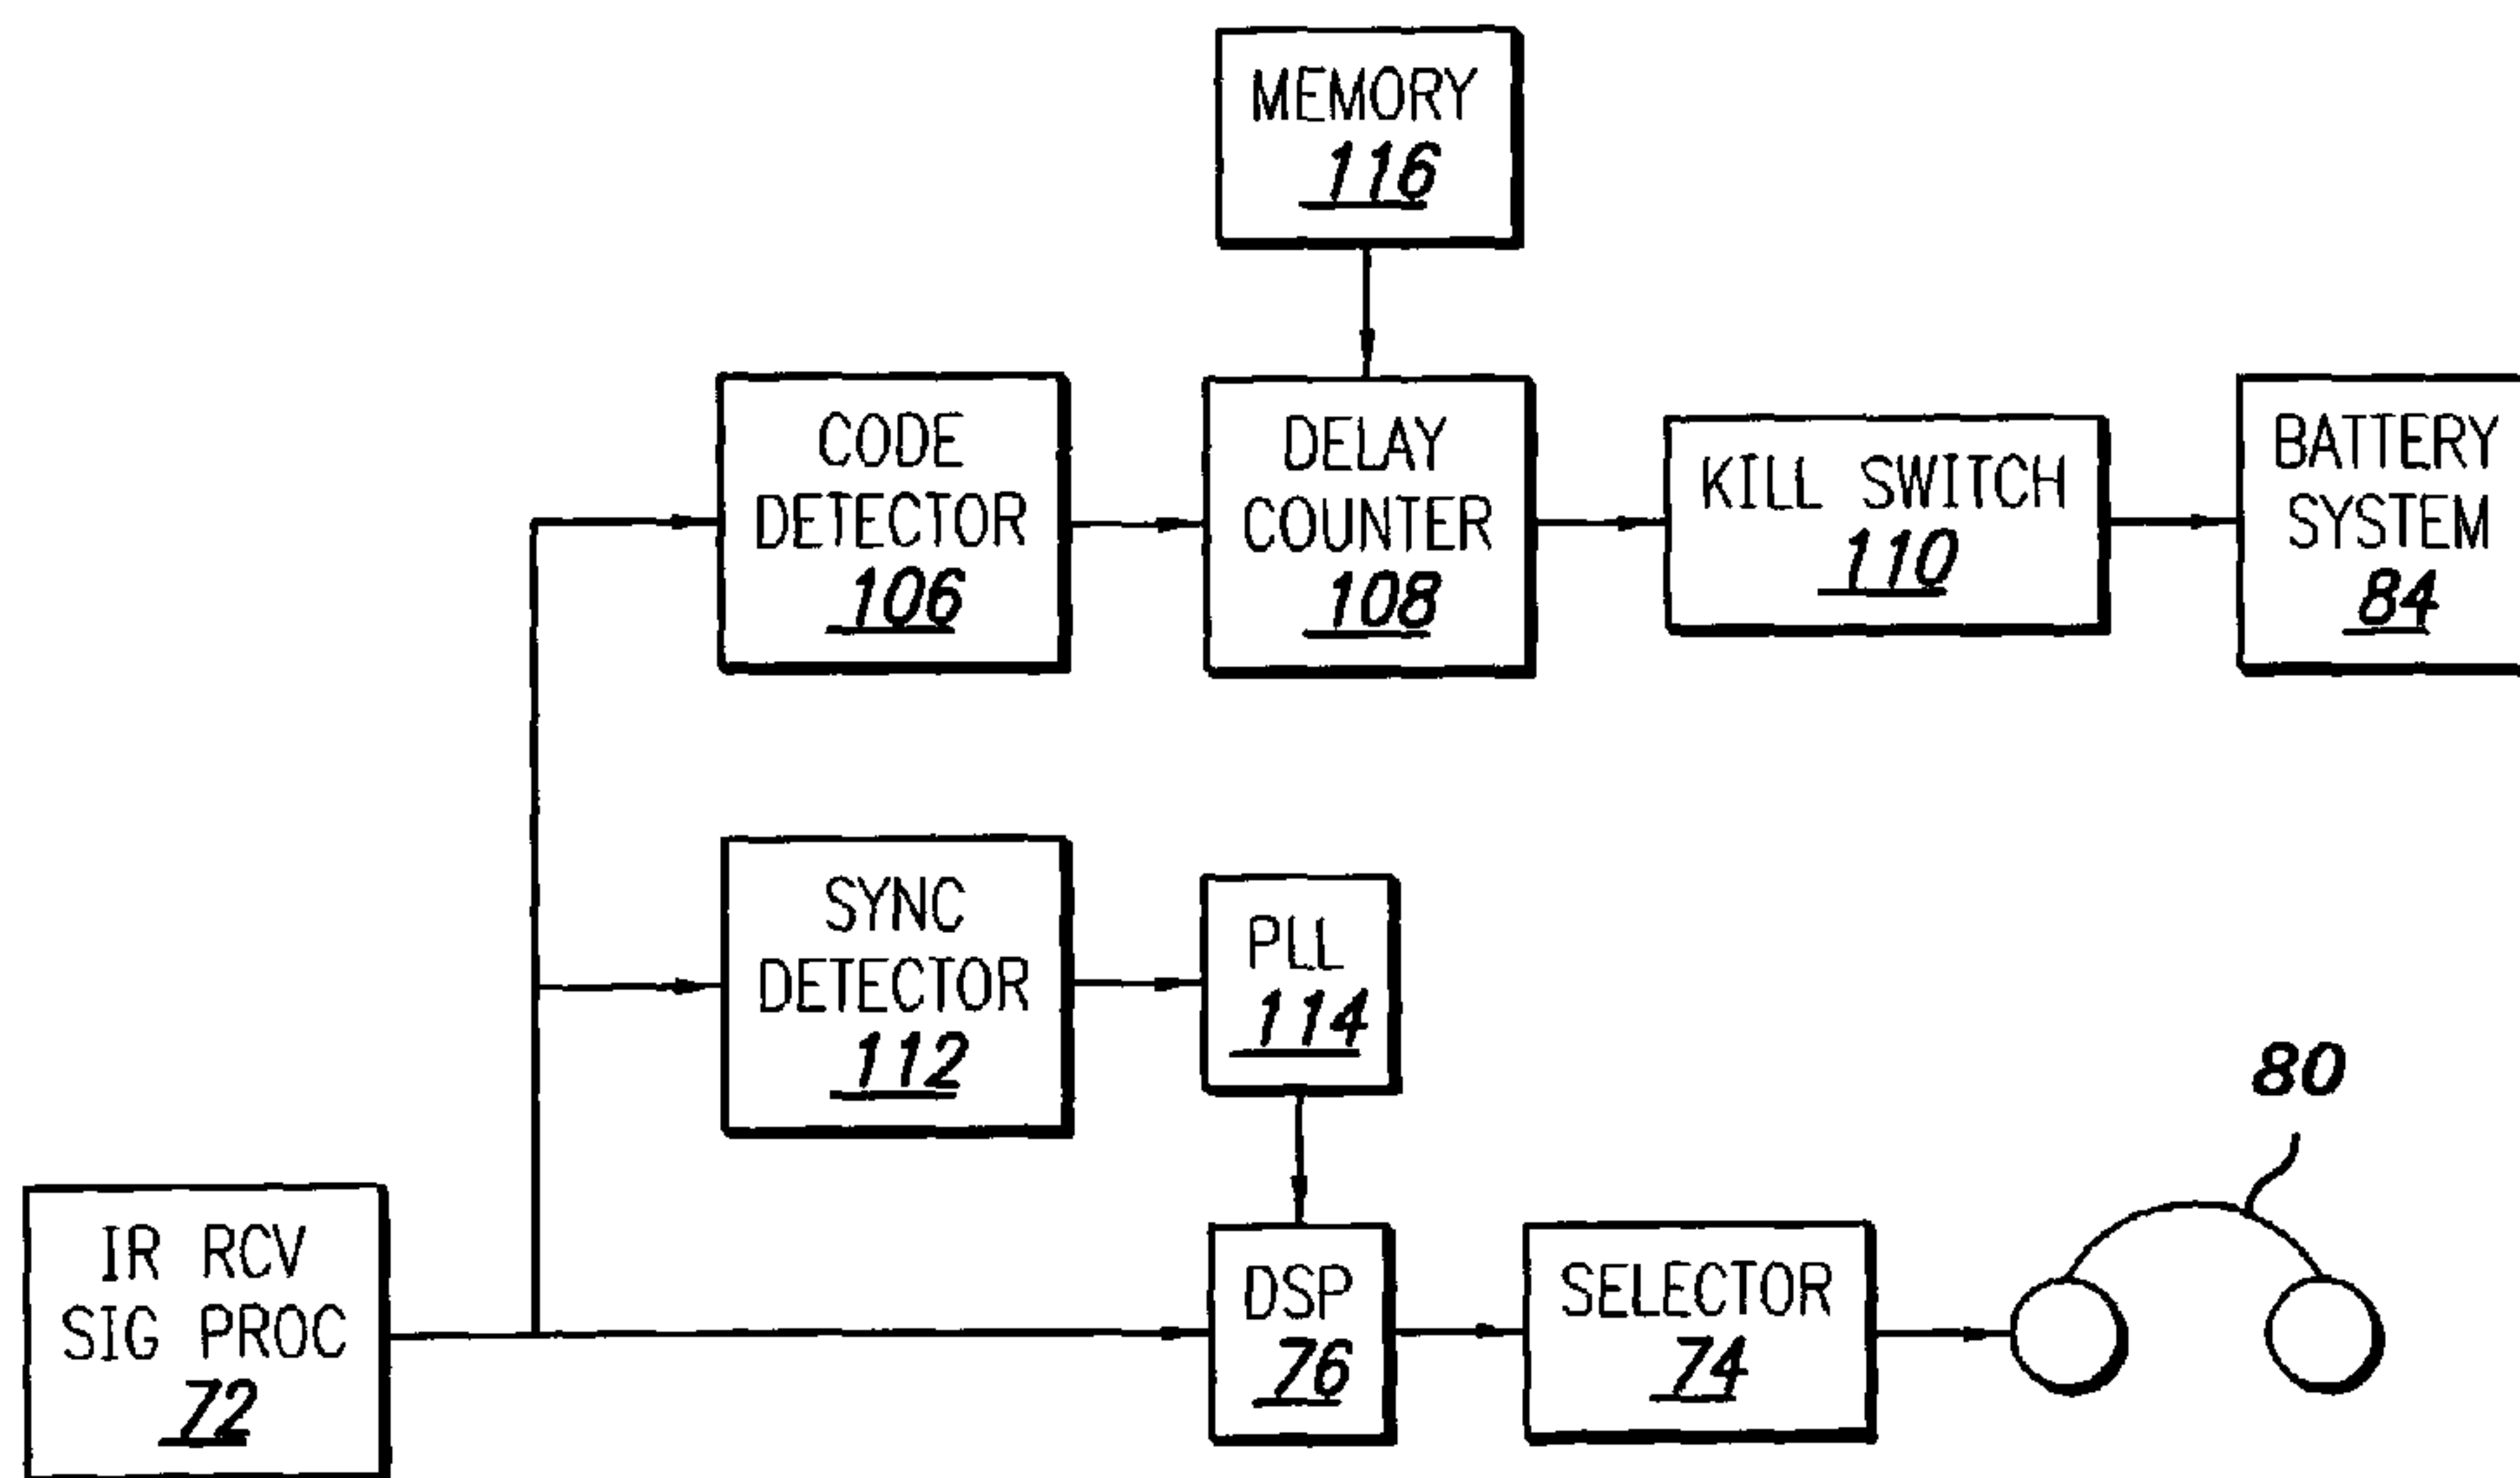 MEMORY
116
CODE
DETECTOR
106
DELAY
COUNTER
108
KILL SWITCH
110
BATTERY
SYSTEM
84
SYNC
DETECTOR
112
PLL
114
80
IR RCV
SIG PROC
72
DSP
76
SELECTOR
74